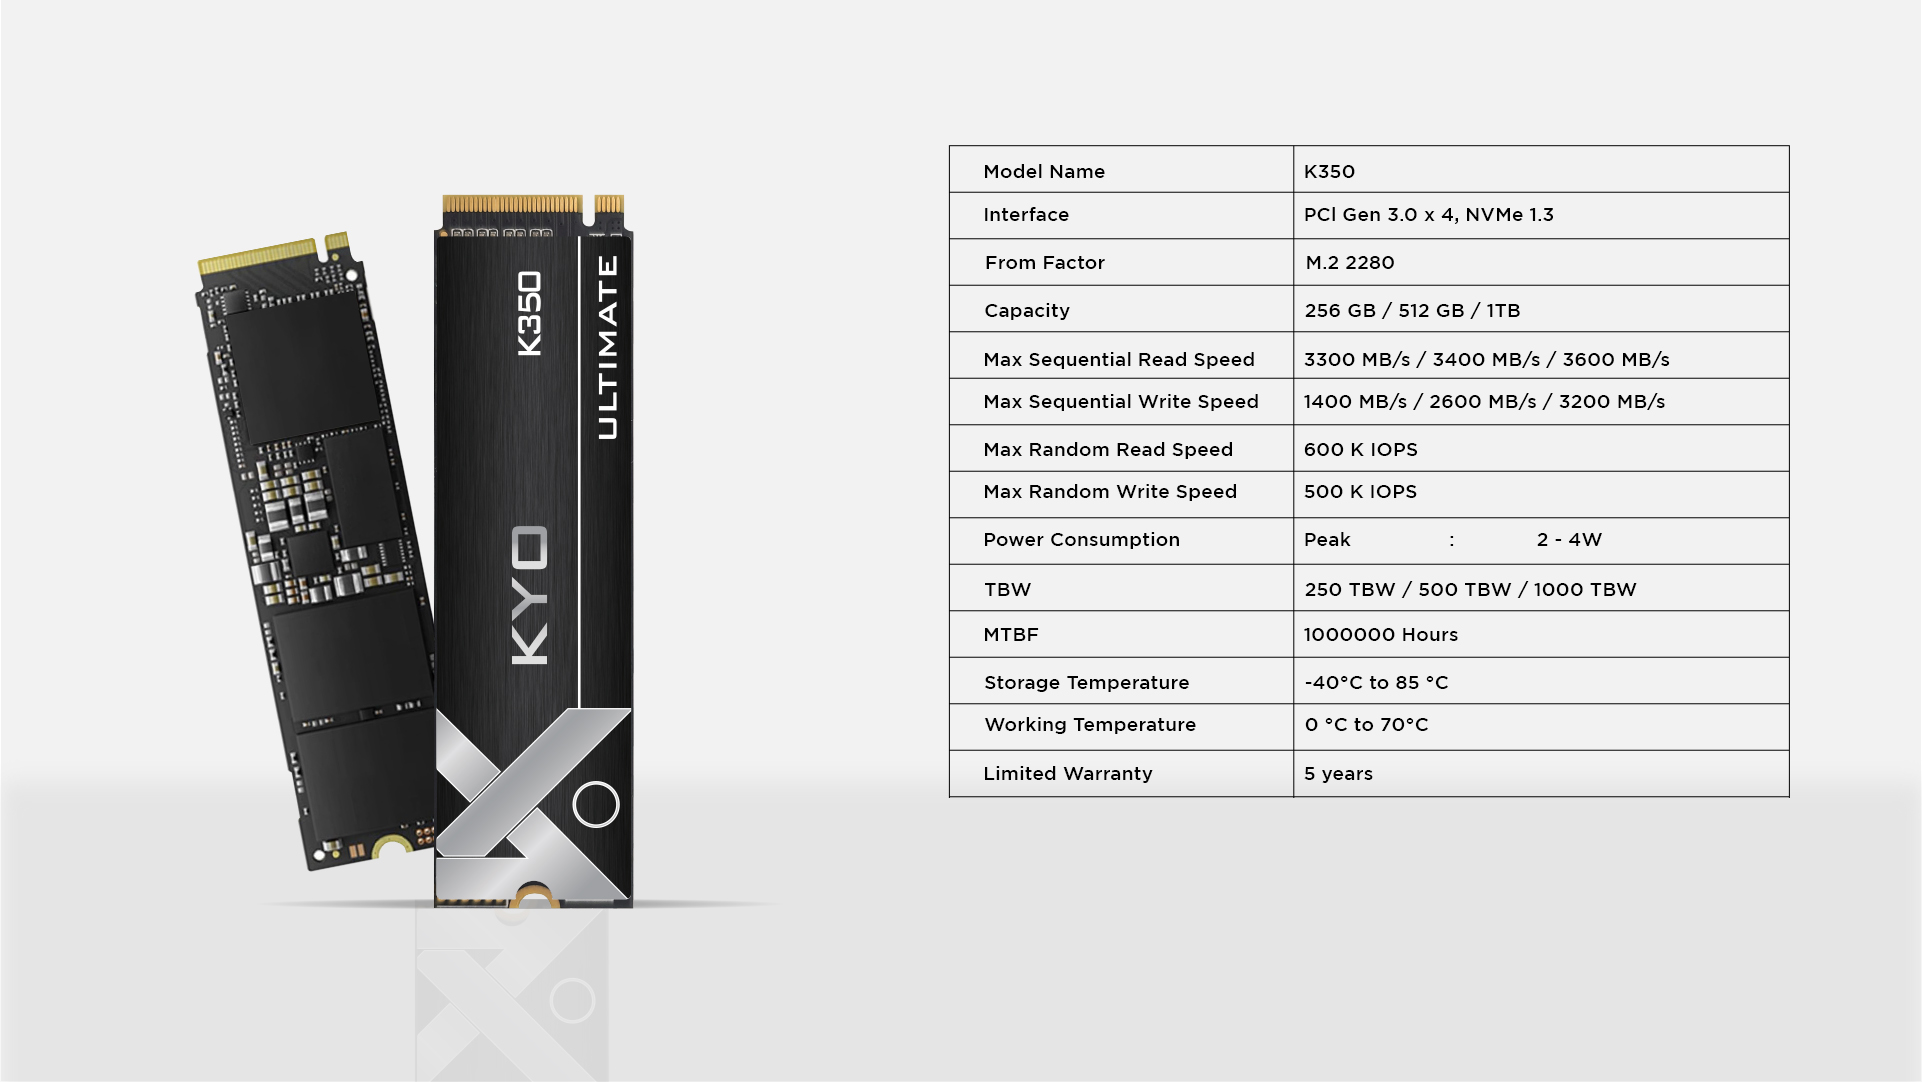 K350
ULTIMATE
KYO
Model Name K350
Interface PCl Gen 3.0 x 4, NVMe 1.3
From Factor M.2 2280
Capacity 256 GB / 512 GB / 1TB
Max Sequential Read Speed 3300 MB/s / 3400 MB/s / 3600 MB/s
Max Sequential Write Speed 1400 MB/s / 2600 MB/s / 3200 MB/s
Max Random Read Speed 600 K IOPS
Max Random Write Speed 500 K IOPS
Power Consumption Peak : 2 - 4W
TBW 250 TBW / 500 TBW / 1000 TBW
MTBF 1000000 Hours
Storage Temperature -40°C to 85 °C
Working Temperature 0 °C to 70°C
Limited Warranty 5 years